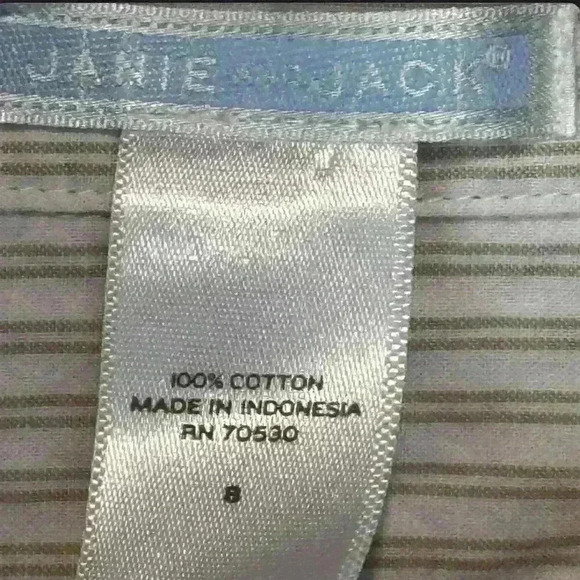 JANIE AND JACK®
100% COTTON
MADE IN INDONESIA
RN 70530
8